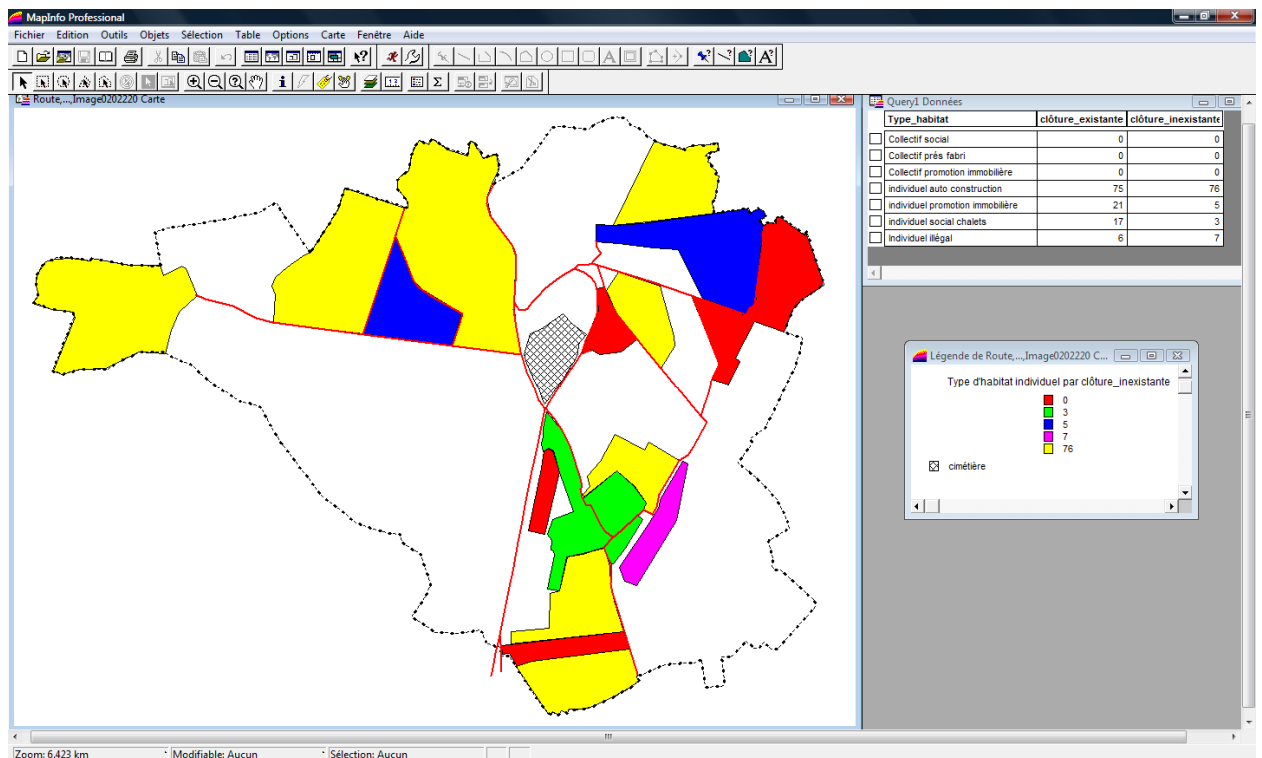 MapInfo Professional
Fichier Edition Outils Objets Sélection Table Options Carte Fenêtre Aide
Route,...,Image0202220 Carte
Query1 Données
Type_habitat clôture_existante clôture_inexistante
Collectif social 0 0
Collectif prés fabri 0 0
Collectif promotion immobilière 0 0
individuel auto construction 75 76
individuel promotion immobilière 21 5
individuel social chalets 17 3
Individuel illégal 6 7
Légende de Route,...,Image0202220 C...
Type d'habitat individuel par clôture_inexistante
0
3
5
7
76
cimétière
Zoom: 6,423 km Modifiable: Aucun Sélection: Aucun